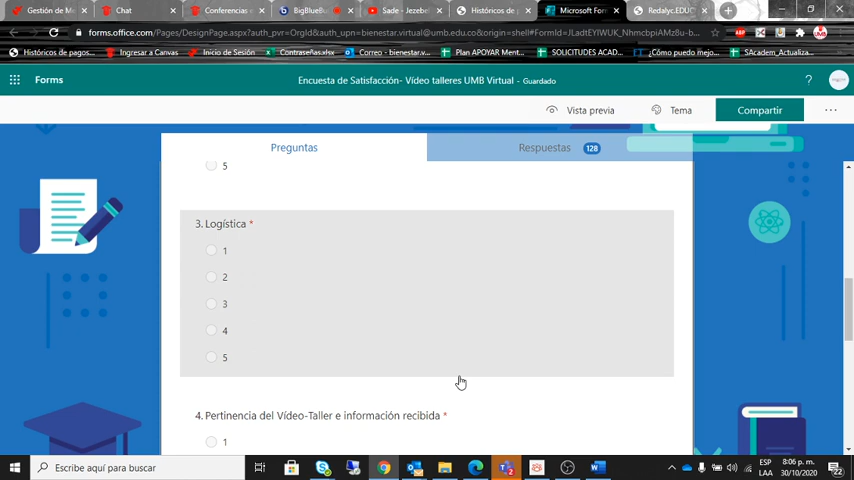 Gestión de M
Chat
Conferencias e
BigBlueBu
Sade - Jezebel
Históricos de p
Microsoft For
Redalyc.EDUC
forms.office.com/Pages/DesignPage.aspx?auth_pvr=OrgId&auth_upn=bienestar.virtual@umb.edu.co&origin=shell#FormId=JLadtEYlWUK_NhmcbpiAMz8u-b...
Históricos de pagos...
Ingresar a Canvas
Inicio de Sesión
Contraseñas.xlsx
Correo - bienestar.v...
Plan APOYAR Ment...
SOLICITUDES ACAD...
¿Cómo puedo mejo...
SAcadem_Actualiza...
Forms
Encuesta de Satisfacción- Vídeo talleres UMB Virtual - Guardado
?
Vista previa
Tema
Compartir
...
Preguntas
Respuestas 128
5
3. Logística *
1
2
3
4
5
4. Pertinencia del Vídeo-Taller e información recibida *
1
Escribe aquí para buscar
ESP
LAA
8:06 p. m.
30/10/2020
22